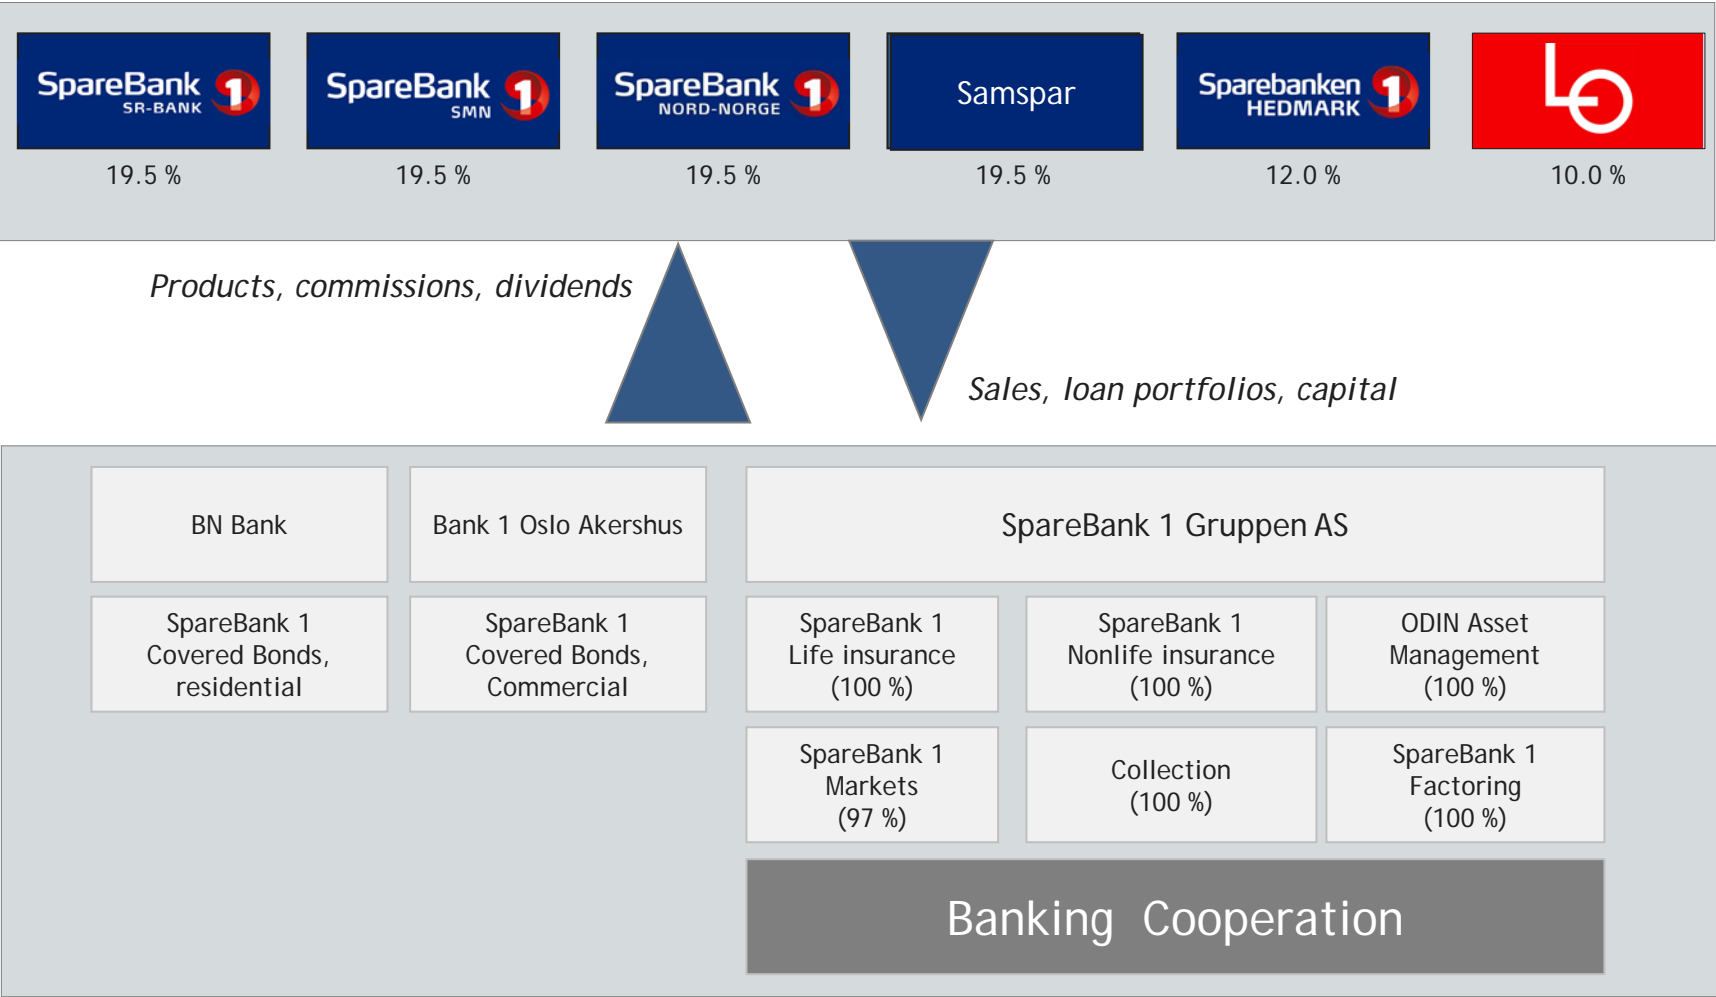 SpareBank 1
SR-BANK
SpareBank 1
SMN
SpareBank 1
NORD-NORGE
Samspar
Sparebanken 1
HEDMARK
LO
19.5 %
19.5 %
19.5 %
19.5 %
12.0 %
10.0 %
Products, commissions, dividends
Sales, loan portfolios, capital
BN Bank
Bank 1 Oslo Akershus
SpareBank 1 Gruppen AS
SpareBank 1
Covered Bonds,
residential
SpareBank 1
Covered Bonds,
Commercial
SpareBank 1
Life insurance
(100 %)
SpareBank 1
Nonlife insurance
(100 %)
ODIN Asset
Management
(100 %)
SpareBank 1
Markets
(97 %)
Collection
(100 %)
SpareBank 1
Factoring
(100 %)
Banking Cooperation